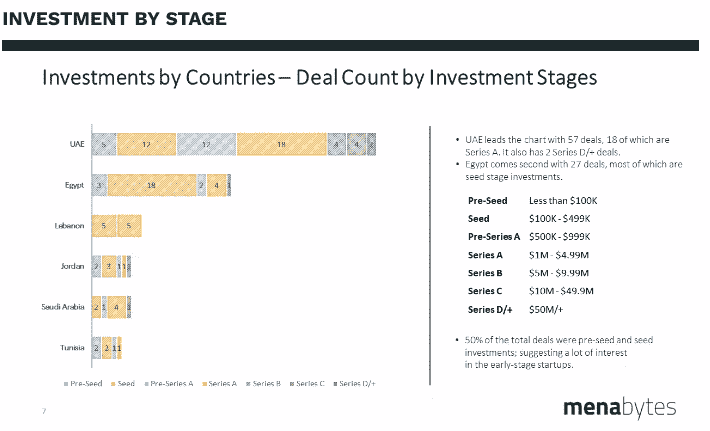 INVESTMENT BY STAGE
Investments by Countries – Deal Count by Investment Stages
UAE 5 12 12 18 4 4 2
Egypt 3 18 2 4
Lebanon 5 5
Jordan 2 3 1 1
Saudi Arabia 2 1 4
Tunisia 2 2 1 1
Pre-Seed Seed Pre-Series A Series A Series B Series C Series D/+
• UAE leads the chart with 57 deals, 18 of which are
Series A. It also has 2 Series D/+ deals.
• Egypt comes second with 27 deals, most of which are
seed stage investments.
Pre-Seed Less than $100K
Seed $100K - $499K
Pre-Series A $500K - $999K
Series A $1M - $4.99M
Series B $5M - $9.99M
Series C $10M - $49.9M
Series D/+ $50M/+
• 50% of the total deals were pre-seed and seed
investments; suggesting a lot of interest
in the early-stage startups.
7
menabytes